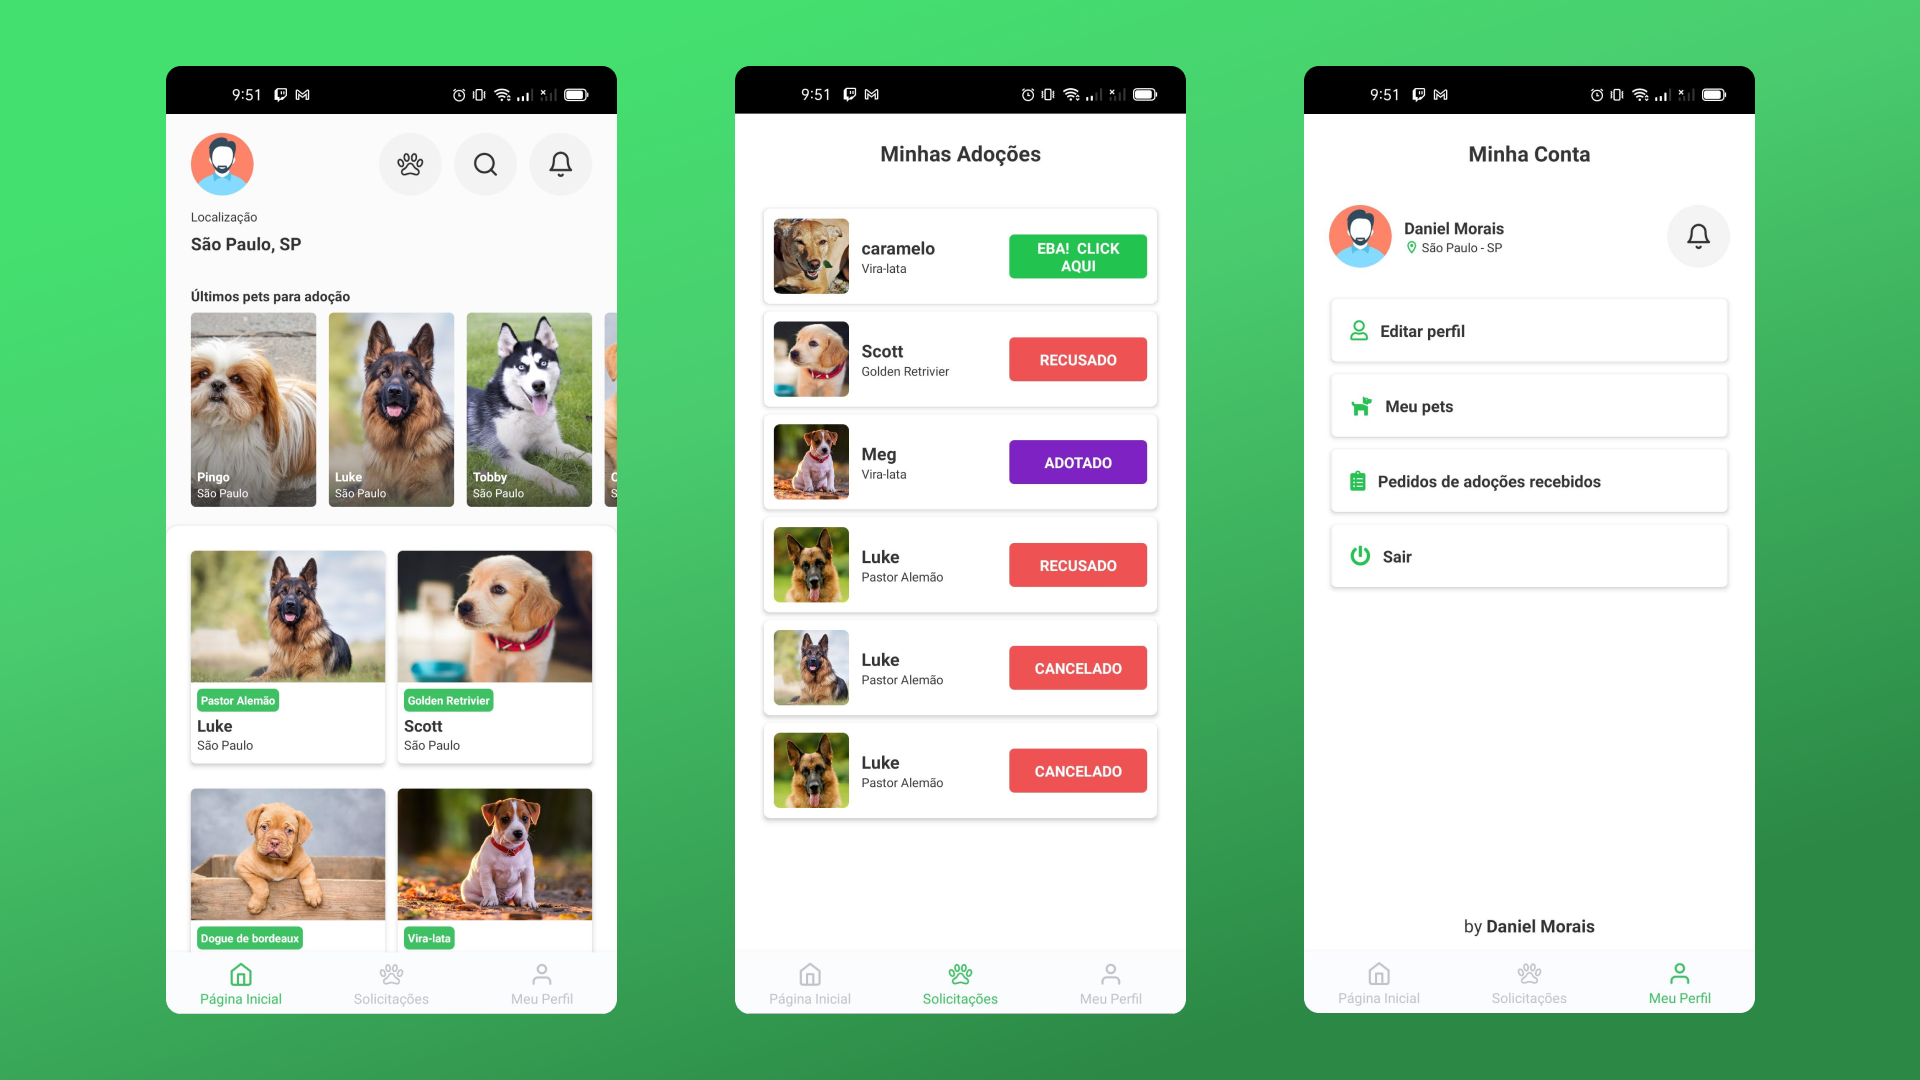 9:51
Localização
São Paulo, SP
Últimos pets para adoção
Pingo
São Paulo
Luke
São Paulo
Tobby
São Paulo
C
S
Pastor Alemão
Luke
São Paulo
Golden Retrivier
Scott
São Paulo
Dogue de bordeaux
Vira-lata
Página Inicial
Solicitações
Meu Perfil
9:51
Minhas Adoções
caramelo
Vira-lata
EBA! CLICK
AQUI
Scott
Golden Retrivier
RECUSADO
Meg
Vira-lata
ADOTADO
Luke
Pastor Alemão
RECUSADO
Luke
Pastor Alemão
CANCELADO
Luke
Pastor Alemão
CANCELADO
Página Inicial
Solicitações
Meu Perfil
9:51
Minha Conta
Daniel Morais
São Paulo - SP
Editar perfil
Meu pets
Pedidos de adoções recebidos
Sair
by Daniel Morais
Página Inicial
Solicitações
Meu Perfil